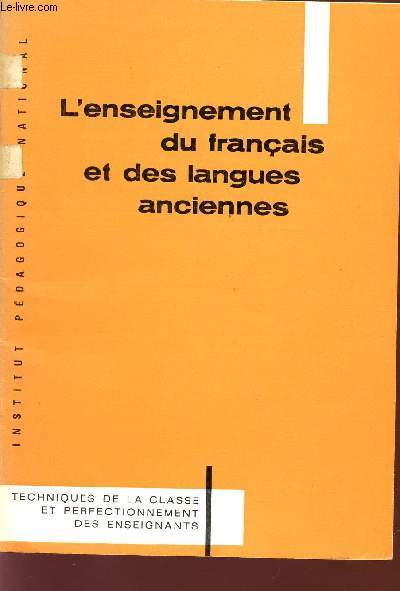 Le-livre.com
INSTITUT PÉDAGOGIQUE NATIONAL
L'enseignement
du français
et des langues
anciennes
TECHNIQUES DE LA CLASSE
ET PERFECTIONNEMENT
DES ENSEIGNANTS